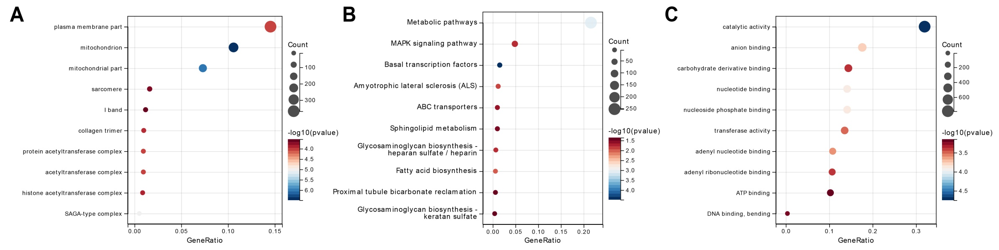 A
plasma membrane part
mitochondrion
mitochondrial part
sarcomere
I band
collagen trimer
protein acetyltransferase complex
acetyltransferase complex
histone acetyltransferase complex
SAGA-type complex
0.00 0.05 0.10 0.15
GeneRatio
Count
100
200
300
-log10(pvalue)
4.0
4.5
5.0
5.5
6.0
B
Metabolic pathways
MAPK signaling pathway
Basal transcription factors
Amyotrophic lateral sclerosis (ALS)
ABC transporters
Sphingolipid metabolism
Glycosaminoglycan biosynthesis -
heparan sulfate / heparin
Fatty acid biosynthesis
Proximal tubule bicarbonate reclamation
Glycosaminoglycan biosynthesis -
keratan sulfate
0.00 0.05 0.10 0.15 0.20
GeneRatio
Count
50
100
150
200
250
-log10(pvalue)
1.5
2.0
2.5
3.0
3.5
4.0
C
catalytic activity
anion binding
carbohydrate derivative binding
nucleotide binding
nucleoside phosphate binding
transferase activity
adenyl nucleotide binding
adenyl ribonucleotide binding
ATP binding
DNA binding, bending
0.0 0.1 0.2 0.3
GeneRatio
Count
200
400
600
-log10(pvalue)
3.5
4.0
4.5